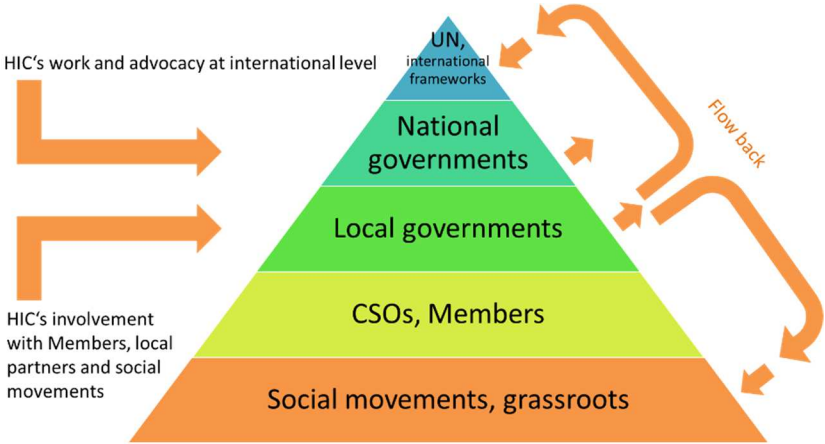 UN,
international
frameworks
HIC‘s work and advocacy at international level
National
governments
Flow back
Local governments
CSOs, Members
HIC‘s involvement
with Members, local
partners and social
movements
Social movements, grassroots